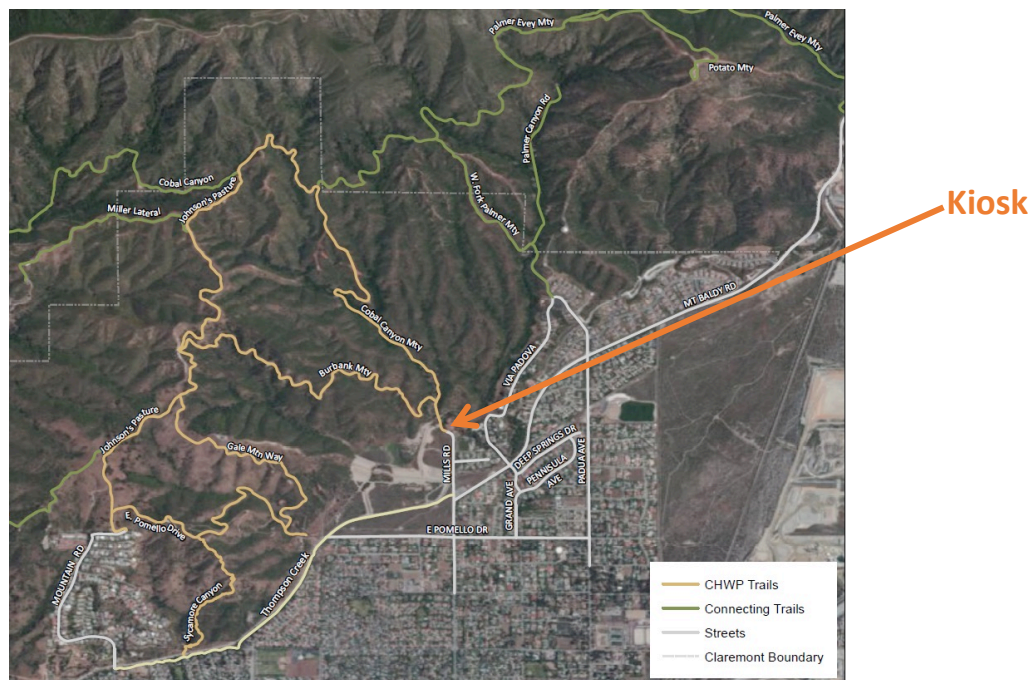 Palmer Evey Mty
Palmer Evey Mty
Potato Mty
Palmer Canyon Rd
Cobal Canyon
Johnson's Pasture
W. Fork Palmer Mty
Miller Lateral
Kiosk
MT BALDY RD
Cobal Canyon Mty
VIA PADOVA
Burbank Mty
Johnson's Pasture
Gale Mtn Way
MILLS RD
DEEP SPRINGS DR
PENNISULA
AVE
PADUA AVE
GRAND AVE
E. Pomello Drive
E POMELLO DR
MOUNTAIN RD
Thompson Creek
Sycamore Canyon
CHWP Trails
Connecting Trails
Streets
Claremont Boundary